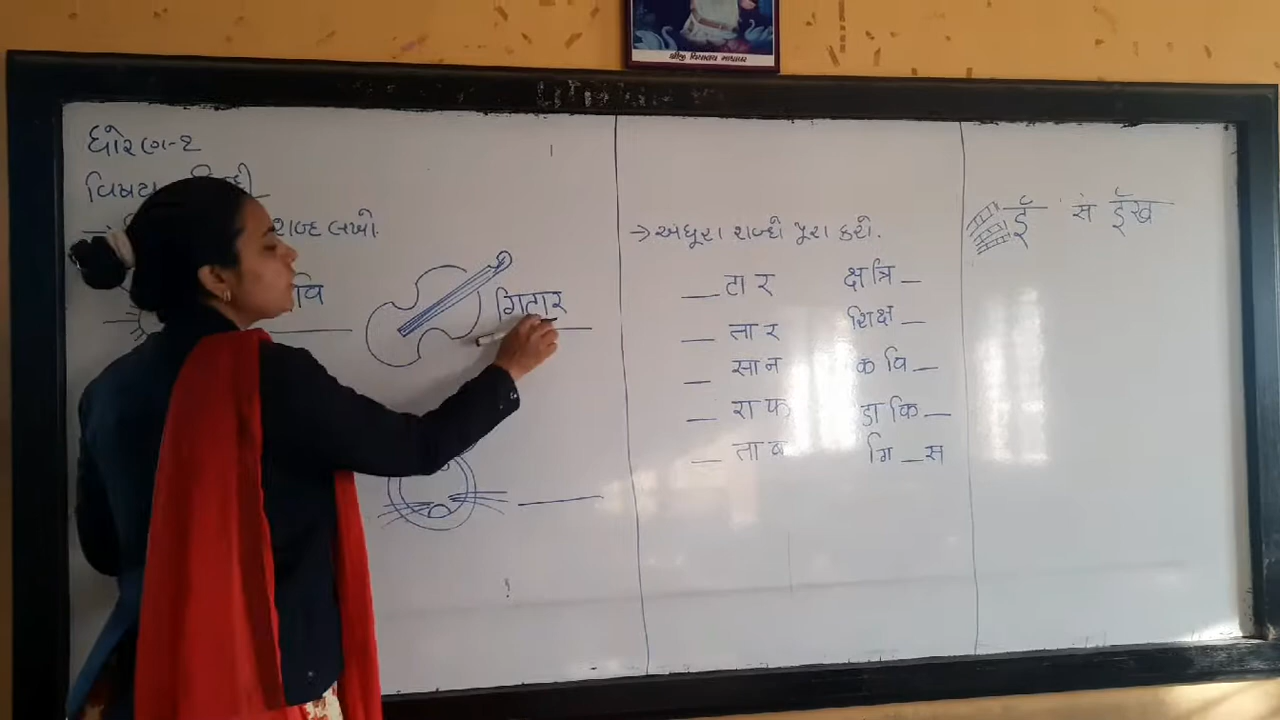 ધોરણ-૨
વિષય
શબ્દ લખો
वि
गिटार
→ અધૂરા શબ્દો પૂરા કરો.
__ टार
__ तार
__ सान
__ राफ
__ ताब
क्षत्रि __
शिक्ष __
कवि __
डाकि __
गि __ स
ई से ईख